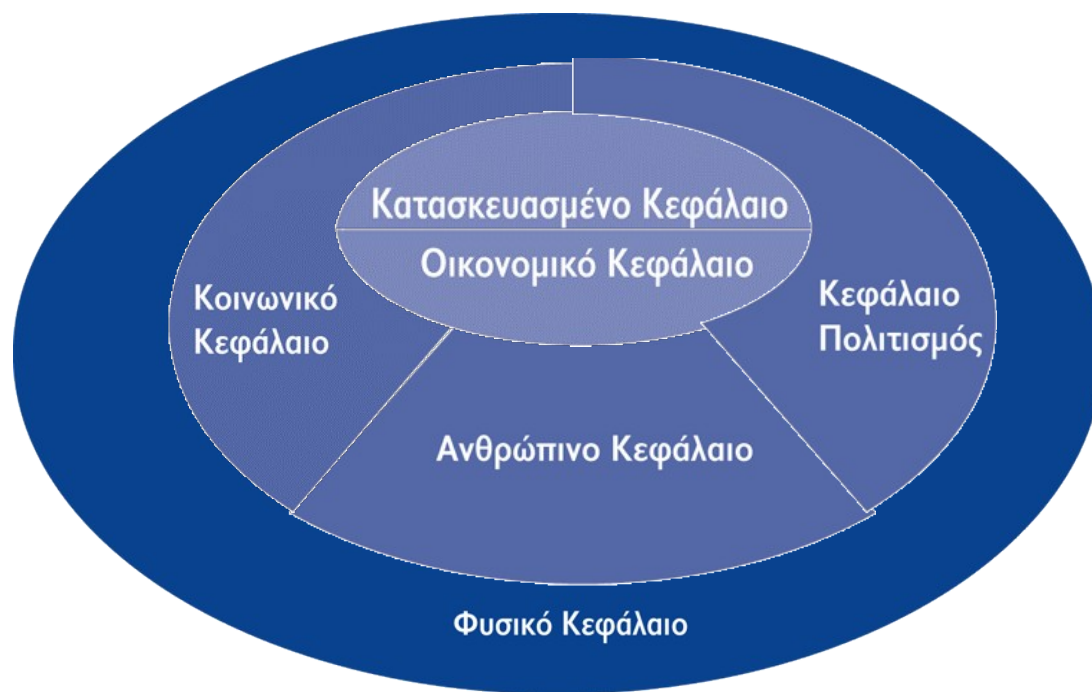 Κατασκευασμένο Κεφάλαιο
Οικονομικό Κεφάλαιο
Κοινωνικό
Κεφάλαιο
Κεφάλαιο
Πολιτισμός
Ανθρώπινο Κεφάλαιο
Φυσικό Κεφάλαιο